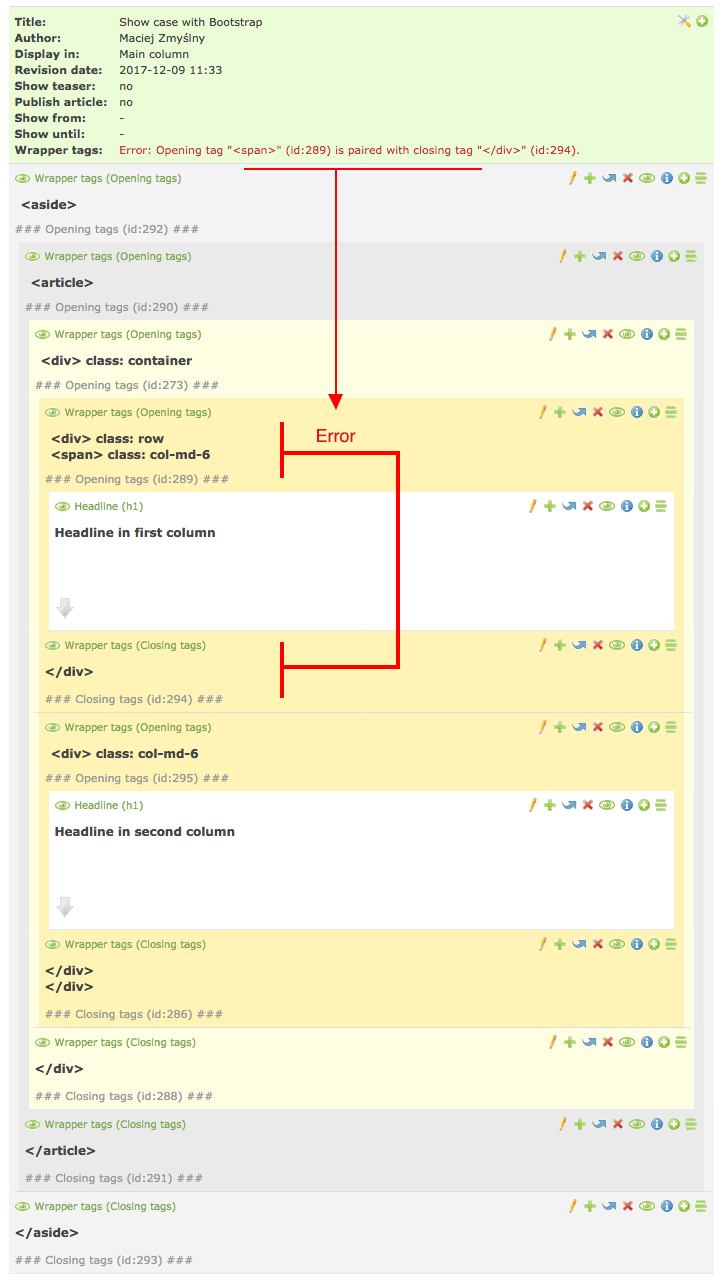 Title: Show case with Bootstrap
Author: Maciej Zmyślny
Display in: Main column
Revision date: 2017-12-09 11:33
Show teaser: no
Publish article: no
Show from: -
Show until: -
Wrapper tags: Error: Opening tag "<span>" (id:289) is paired with closing tag "</div>" (id:294).
Wrapper tags (Opening tags)
<aside>
### Opening tags (id:292) ###
Wrapper tags (Opening tags)
<article>
### Opening tags (id:290) ###
Wrapper tags (Opening tags)
<div> class: container
### Opening tags (id:273) ###
Wrapper tags (Opening tags)
Error
<div> class: row
<span> class: col-md-6
### Opening tags (id:289) ###
Headline (h1)
Headline in first column
Wrapper tags (Closing tags)
</div>
### Closing tags (id:294) ###
Wrapper tags (Opening tags)
<div> class: col-md-6
### Opening tags (id:295) ###
Headline (h1)
Headline in second column
Wrapper tags (Closing tags)
</div>
</div>
### Closing tags (id:286) ###
Wrapper tags (Closing tags)
</div>
### Closing tags (id:288) ###
Wrapper tags (Closing tags)
</article>
### Closing tags (id:291) ###
Wrapper tags (Closing tags)
</aside>
### Closing tags (id:293) ###